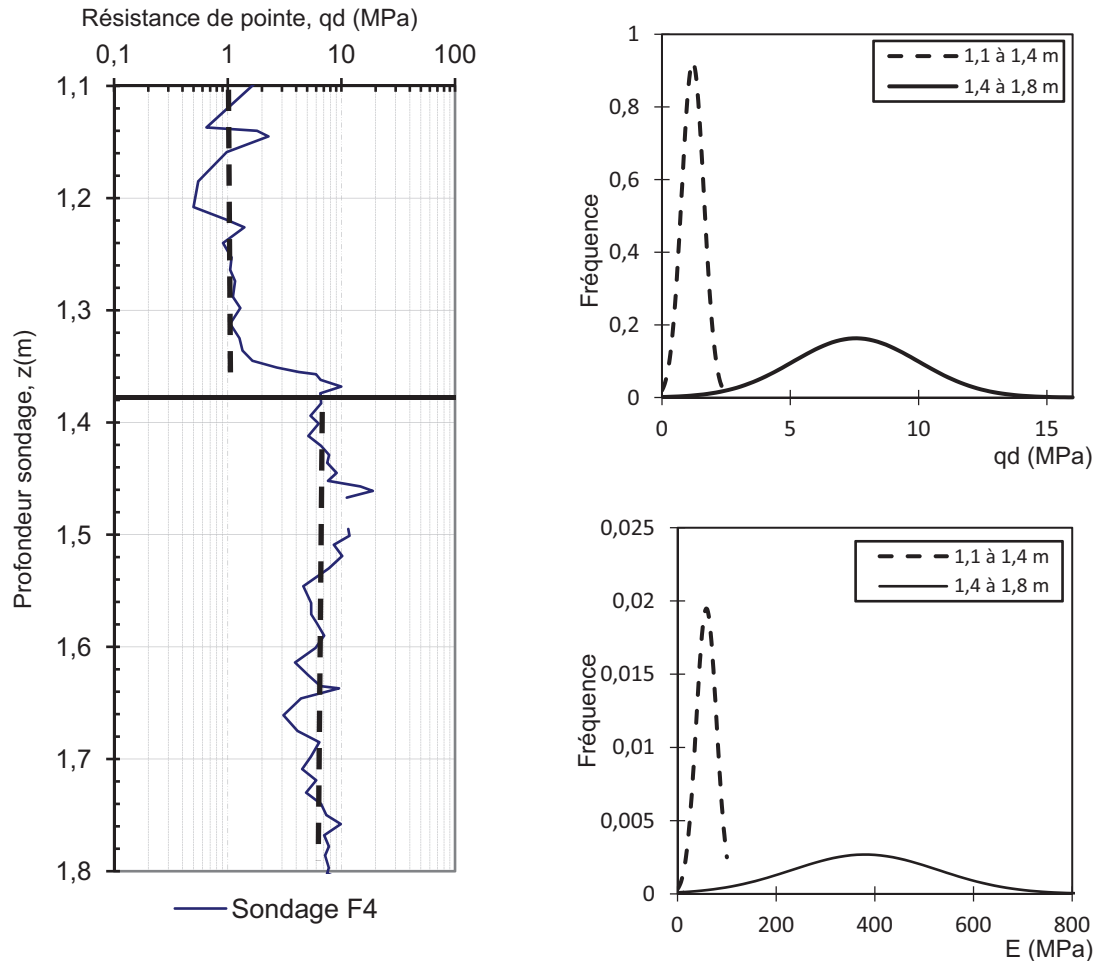 Résistance de pointe, qd (MPa)
0,1 1 10 100
1,1
1,2
1,3
1,4
1,5
1,6
1,7
1,8
Profondeur sondage, z(m)
Sondage F4
1
0,8
0,6
0,4
0,2
0
Fréquence
1,1 à 1,4 m
1,4 à 1,8 m
0 5 10 15
qd (MPa)
0,025
0,02
0,015
0,01
0,005
0
Fréquence
1,1 à 1,4 m
1,4 à 1,8 m
0 200 400 600 800
E (MPa)